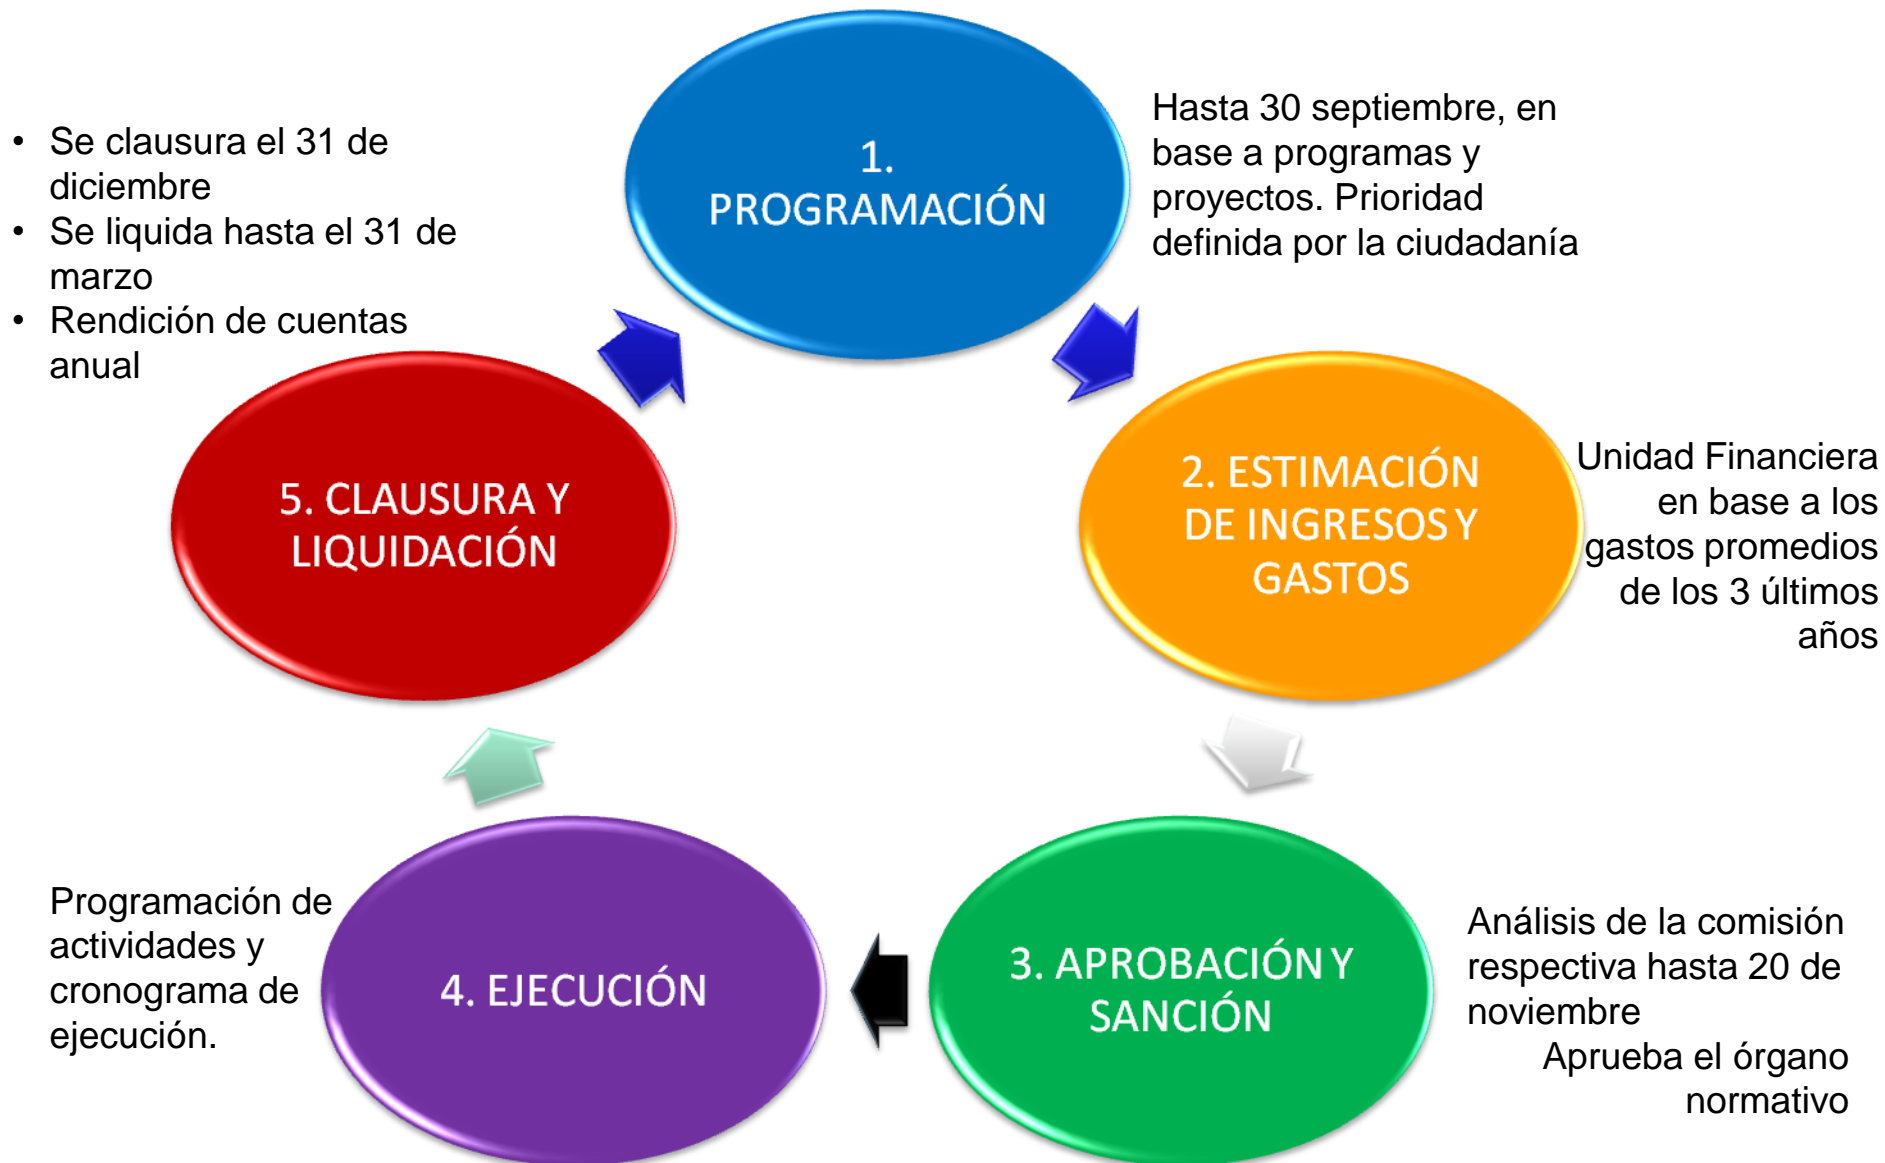 1.
PROGRAMACIÓN
Hasta 30 septiembre, en
base a programas y
proyectos. Prioridad
definida por la ciudadanía
2. ESTIMACIÓN
DE INGRESOS Y
GASTOS
Unidad Financiera
en base a los
gastos promedios
de los 3 últimos
años
3. APROBACIÓN Y
SANCIÓN
Análisis de la comisión
respectiva hasta 20 de
noviembre
Aprueba el órgano
normativo
4. EJECUCIÓN
Programación de
actividades y
cronograma de
ejecución.
5. CLAUSURA Y
LIQUIDACIÓN
• Se clausura el 31 de
diciembre
• Se liquida hasta el 31 de
marzo
• Rendición de cuentas
anual